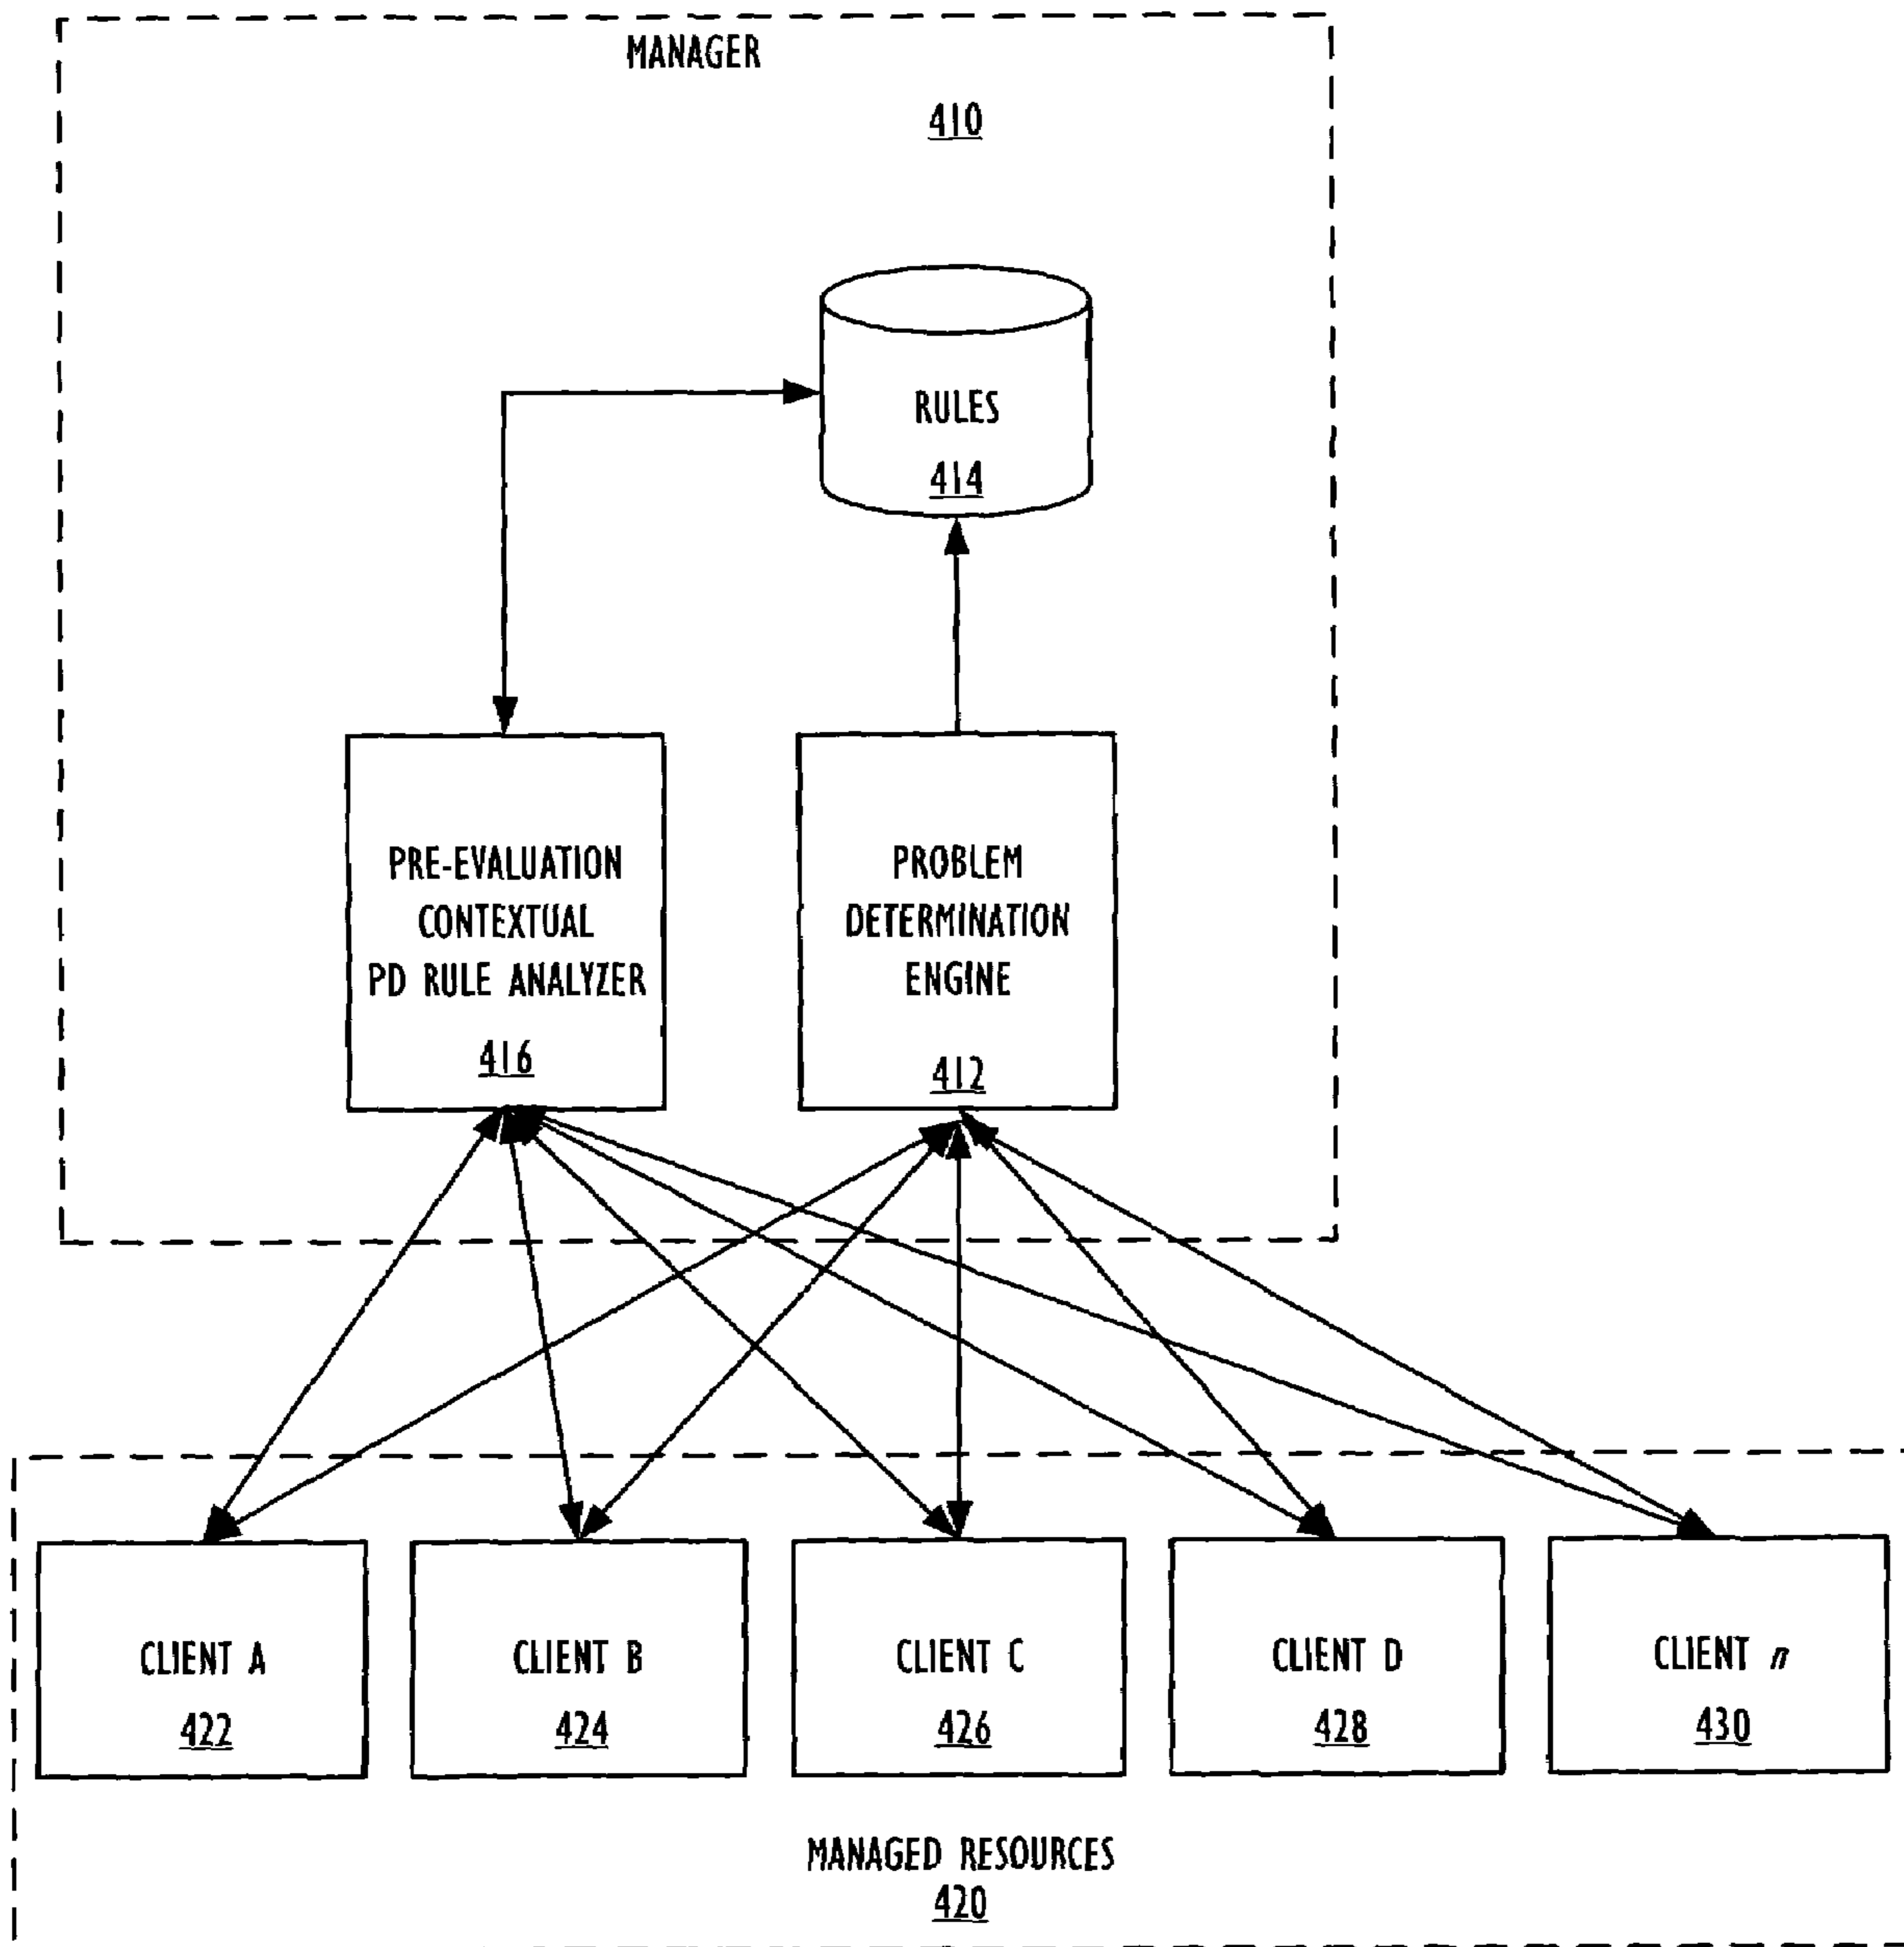 MANAGER
410
RULES
414
PRE-EVALUATION
CONTEXTUAL
PD RULE ANALYZER
416
PROBLEM
DETERMINATION
ENGINE
412
CLIENT A
422
CLIENT B
424
CLIENT C
426
CLIENT D
428
CLIENT n
430
MANAGED RESOURCES
420